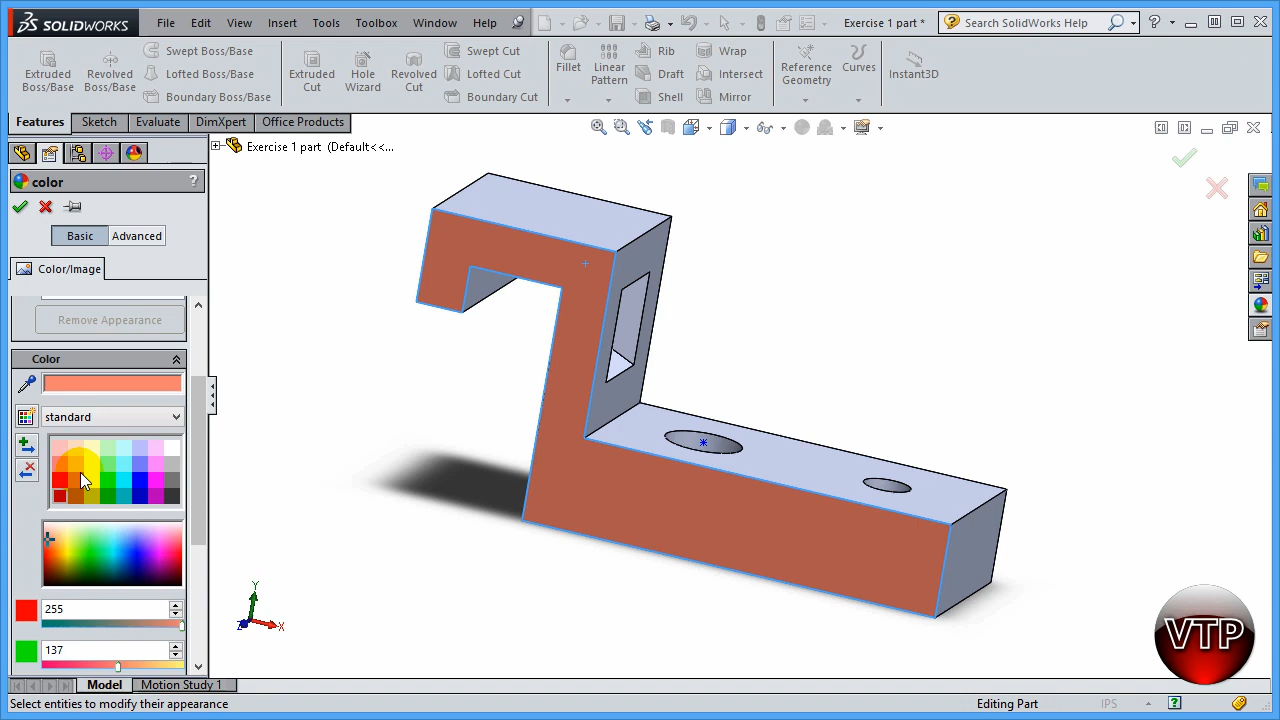 SOLIDWORKS File Edit View Insert Tools Toolbox Window Help Exercise 1 part * Search SolidWorks Help
Extruded Boss/Base
Revolved Boss/Base
Swept Boss/Base
Lofted Boss/Base
Boundary Boss/Base
Extruded Cut
Hole Wizard
Revolved Cut
Swept Cut
Lofted Cut
Boundary Cut
Fillet
Linear Pattern
Rib
Draft
Shell
Wrap
Intersect
Mirror
Reference Geometry
Curves
Instant3D
Features Sketch Evaluate DimXpert Office Products
Exercise 1 part (Default<<...
color ?
Basic Advanced
Color/Image
Remove Appearance
Color
standard
255
137
Y
X
Z
VTP
Model Motion Study 1
Select entities to modify their appearance Editing Part IPS ?